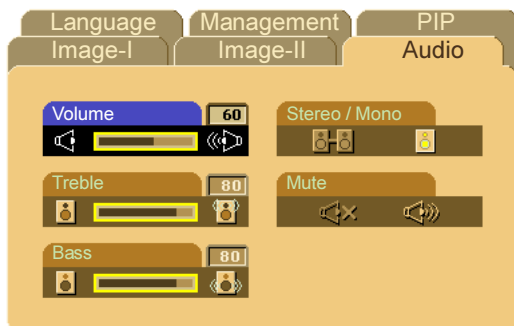 Language Management PIP
Image-I Image-II Audio
Volume 60 Stereo / Mono
Treble 80 Mute
Bass 80